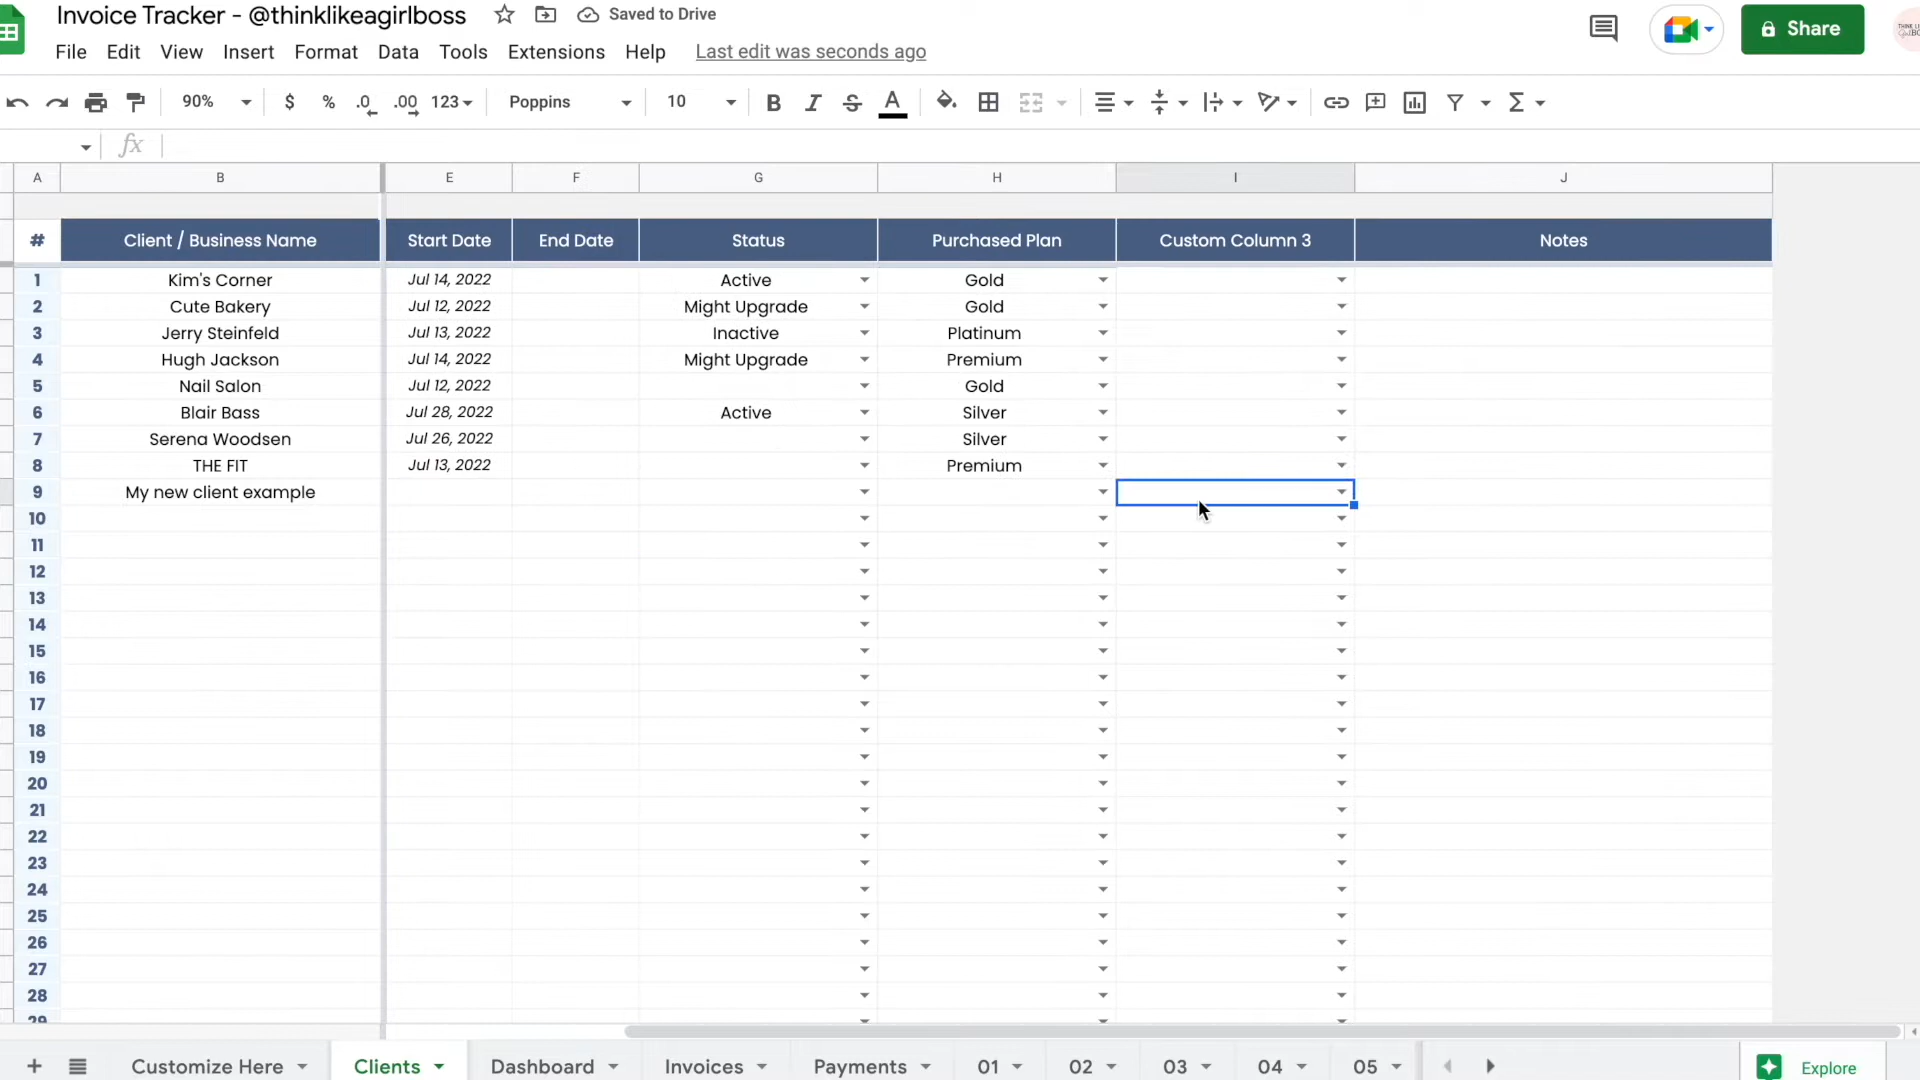 Invoice Tracker - @thinklikeagirlboss Saved to Drive
File Edit View Insert Format Data Tools Extensions Help Last edit was seconds ago
Share
90% $ % .0 .00 123 Poppins 10 B I S A Σ
fx
A B E F G H I J
# Client / Business Name Start Date End Date Status Purchased Plan Custom Column 3 Notes
1 Kim's Corner Jul 14, 2022 Active Gold
2 Cute Bakery Jul 12, 2022 Might Upgrade Gold
3 Jerry Steinfeld Jul 13, 2022 Inactive Platinum
4 Hugh Jackson Jul 14, 2022 Might Upgrade Premium
5 Nail Salon Jul 12, 2022 Gold
6 Blair Bass Jul 28, 2022 Active Silver
7 Serena Woodsen Jul 26, 2022 Silver
8 THE FIT Jul 13, 2022 Premium
9 My new client example
10
11
12
13
14
15
16
17
18
19
20
21
22
23
24
25
26
27
28
29
+ Customize Here Clients Dashboard Invoices Payments 01 02 03 04 05 Explore